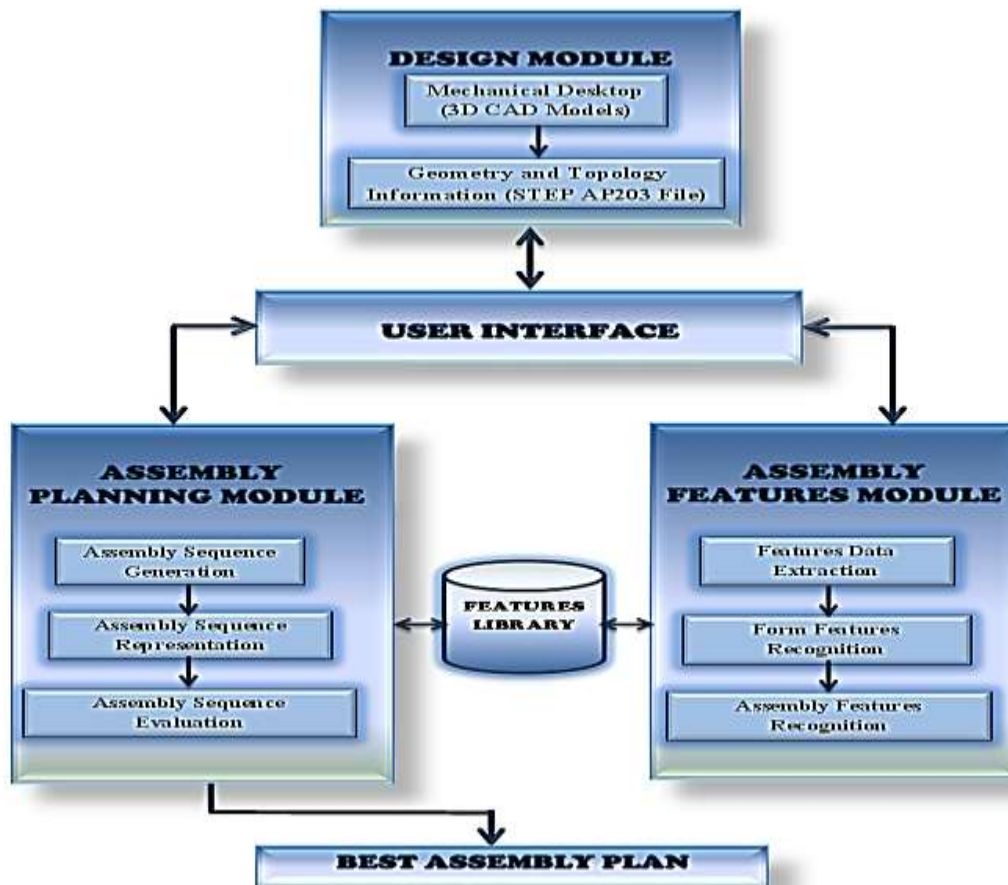 DESIGN MODULE
Mechanical Desktop
(3D CAD Models)
Geometry and Topology
Information (STEP AP203 File)
USER INTERFACE
ASSEMBLY
PLANNING MODULE
Assembly Sequence
Generation
Assembly Sequence
Representation
Assembly Sequence
Evaluation
FEATURES
LIBRARY
ASSEMBLY
FEATURES MODULE
Features Data
Extraction
Form Features
Recognition
Assembly Features
Recognition
BEST ASSEMBLY PLAN